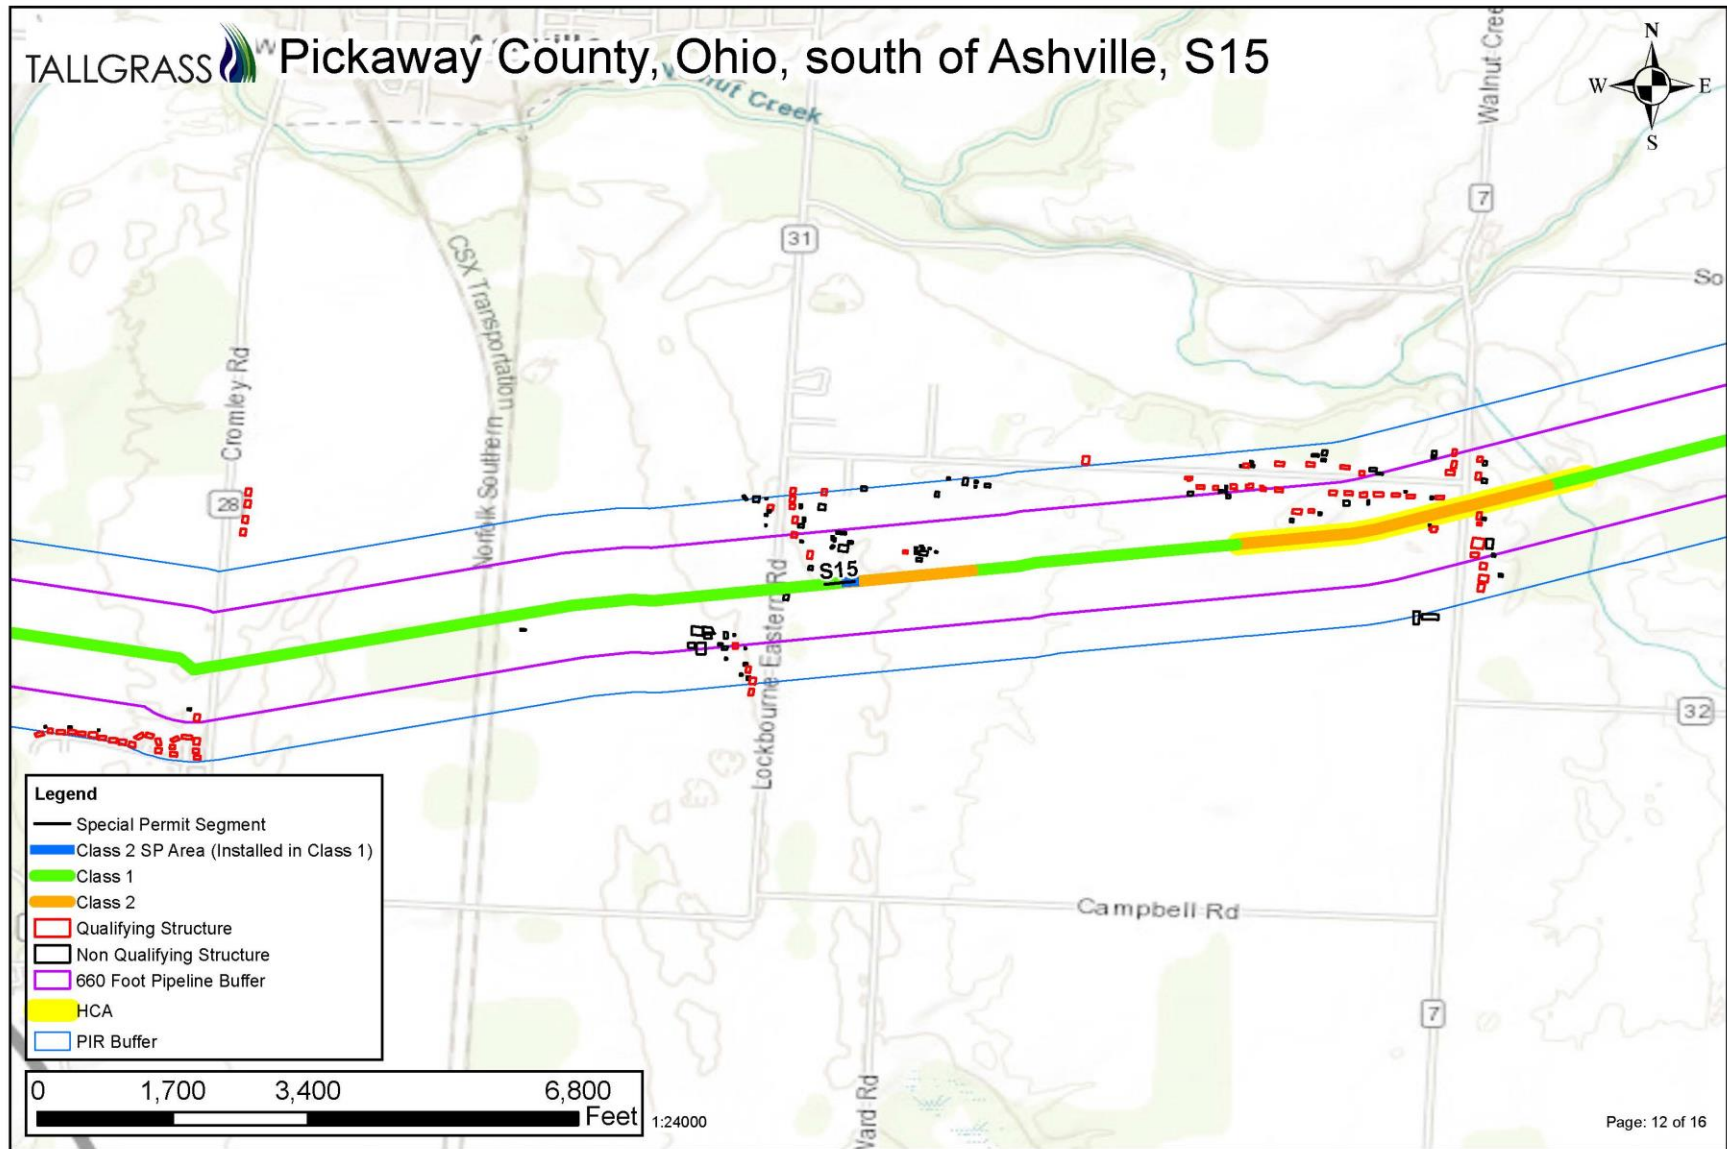 TALLGRASS
Pickaway County, Ohio, south of Ashville, S15
N
W E
S
Walnut Creek
Walnut Cree
7
31
So
CSX Transportation
Cromley Rd
Norfolk Southern
28
S15
Lockbourne Eastern Rd
32
Campbell Rd
7
Ward Rd
Legend
Special Permit Segment
Class 2 SP Area (Installed in Class 1)
Class 1
Class 2
Qualifying Structure
Non Qualifying Structure
660 Foot Pipeline Buffer
HCA
PIR Buffer
0 1,700 3,400 6,800
Feet 1:24000
Page: 12 of 16